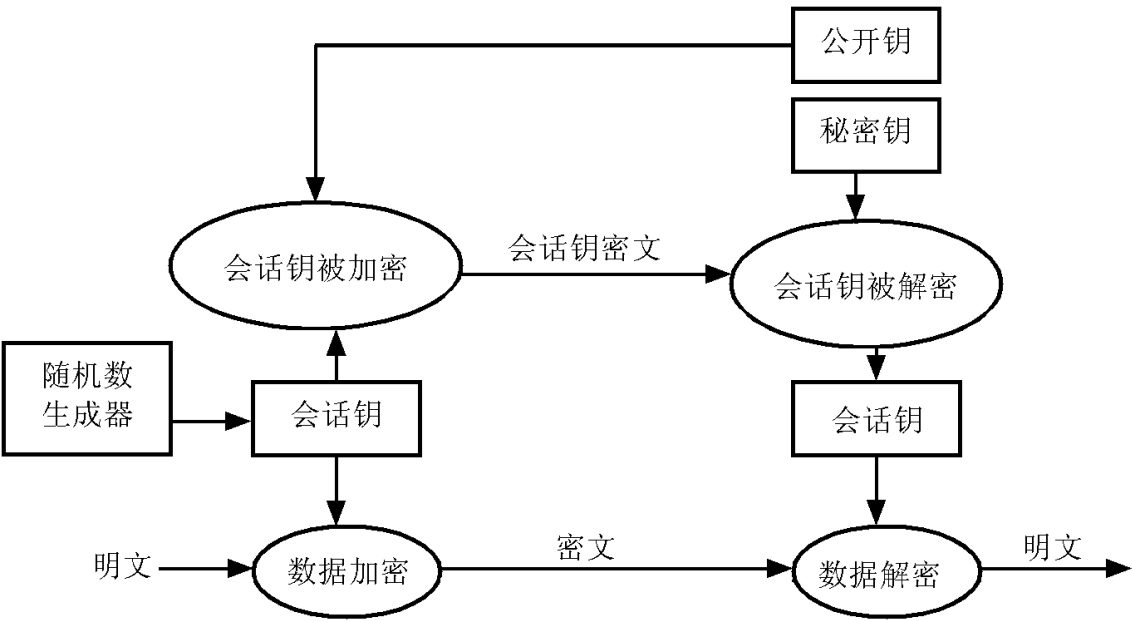 公开钥
秘密钥
会话钥被加密
会话钥密文
会话钥被解密
随机数
生成器
会话钥
会话钥
明文
数据加密
密文
数据解密
明文